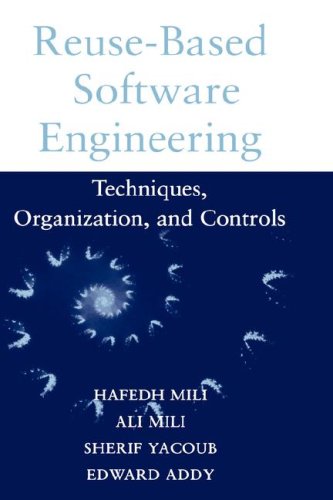 Reuse-Based
Software
Engineering
Techniques,
Organization, and Controls
HAFEDH MILI
ALI MILI
SHERIF YACOUB
EDWARD ADDY